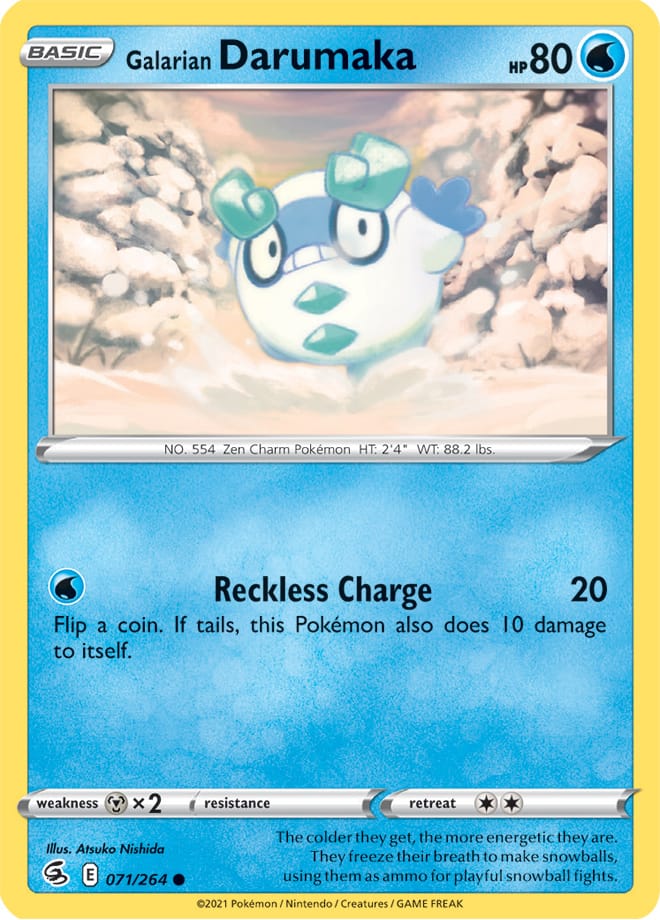 BASIC Galarian Darumaka HP 80
NO. 554 Zen Charm Pokémon HT: 2'4" WT: 88.2 lbs.
Reckless Charge 20
Flip a coin. If tails, this Pokémon also does 10 damage
to itself.
weakness ×2 resistance retreat
Illus. Atsuko Nishida
E 071/264
The colder they get, the more energetic they are.
They freeze their breath to make snowballs,
using them as ammo for playful snowball fights.
©2021 Pokémon / Nintendo / Creatures / GAME FREAK